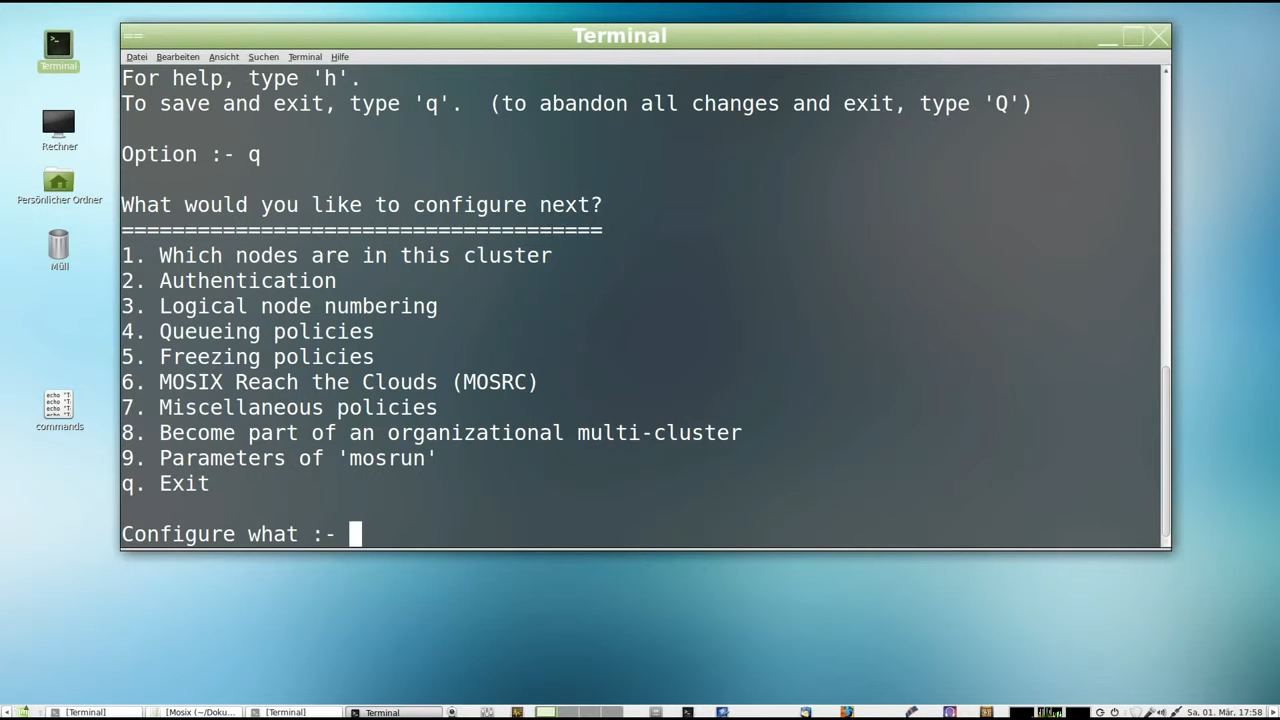 Terminal
Datei Bearbeiten Ansicht Suchen Terminal Hilfe
For help, type 'h'.
To save and exit, type 'q'.  (to abandon all changes and exit, type 'Q')
Option :- q
What would you like to configure next?
======================================
1. Which nodes are in this cluster
2. Authentication
3. Logical node numbering
4. Queueing policies
5. Freezing policies
6. MOSIX Reach the Clouds (MOSRC)
7. Miscellaneous policies
8. Become part of an organizational multi-cluster
9. Parameters of 'mosrun'
q. Exit
Configure what :-
Terminal
Rechner
Persönlicher Ordner
Müll
commands
[Terminal] [Mosix (~/Doku... [Terminal] Terminal Sa, 01. Mär, 17:58